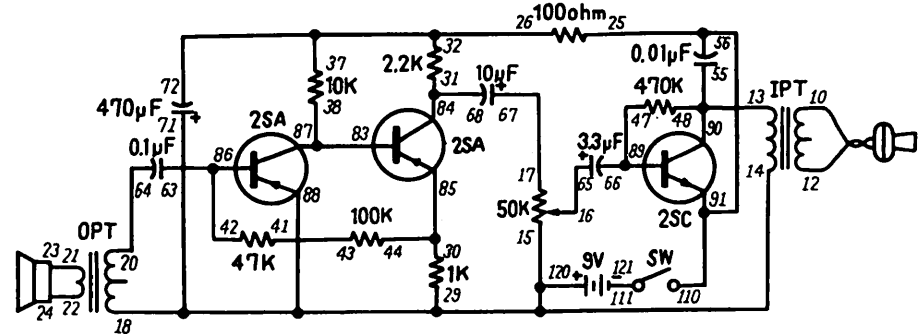 100ohm
26
25
56
0.01μF
55
32
2.2K
31
37
10K
38
72
470μF
71
+
10μF
+
84
68
67
470K
47
48
IPT
13
10
2SA
87
83
2SA
90
3.3μF
+
89
0.1μF
86
65
66
64
63
88
85
17
50K
16
15
2SC
91
14
12
OPT
42
41
47K
100K
43
44
30
1K
29
23
21
20
24
22
18
120
+
9V
-
121
111
SW
110